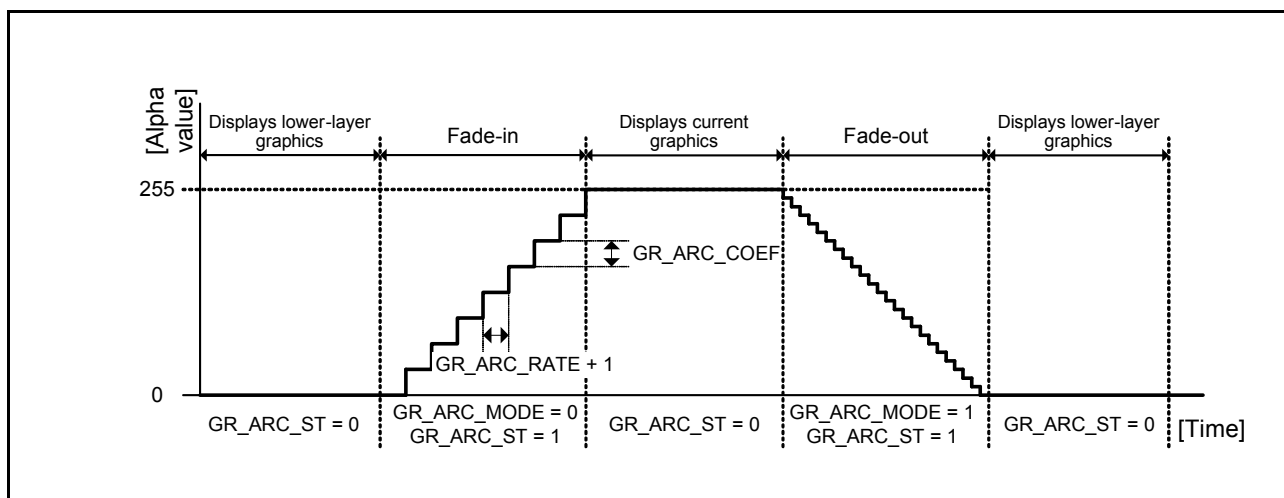 [Alpha
value]
Displays lower-layer
graphics
Fade-in
Displays current
graphics
Fade-out
Displays lower-layer
graphics
255
GR_ARC_COEF
GR_ARC_RATE + 1
0
GR_ARC_ST = 0
GR_ARC_MODE = 0
GR_ARC_ST = 1
GR_ARC_ST = 0
GR_ARC_MODE = 1
GR_ARC_ST = 1
GR_ARC_ST = 0
[Time]